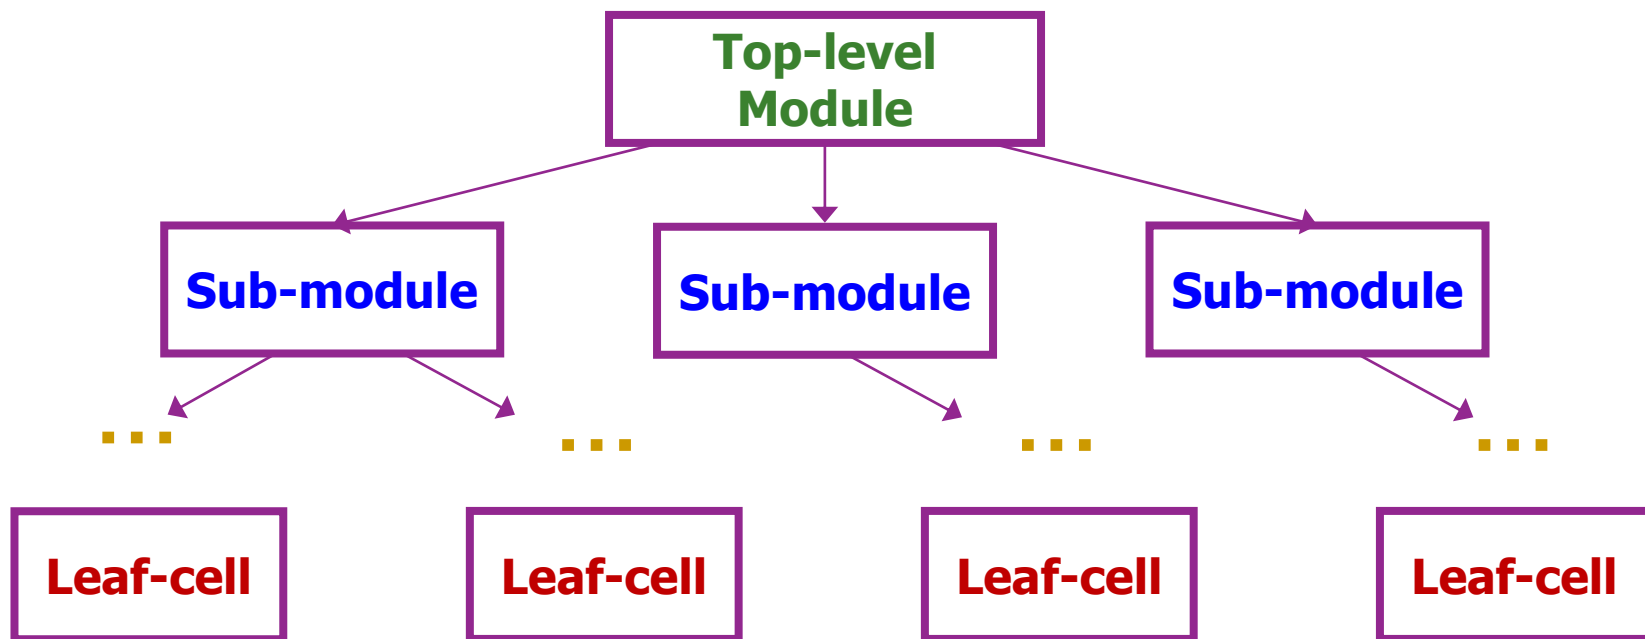 Top-level
Module
Sub-module
Sub-module
Sub-module
...
...
...
...
Leaf-cell
Leaf-cell
Leaf-cell
Leaf-cell